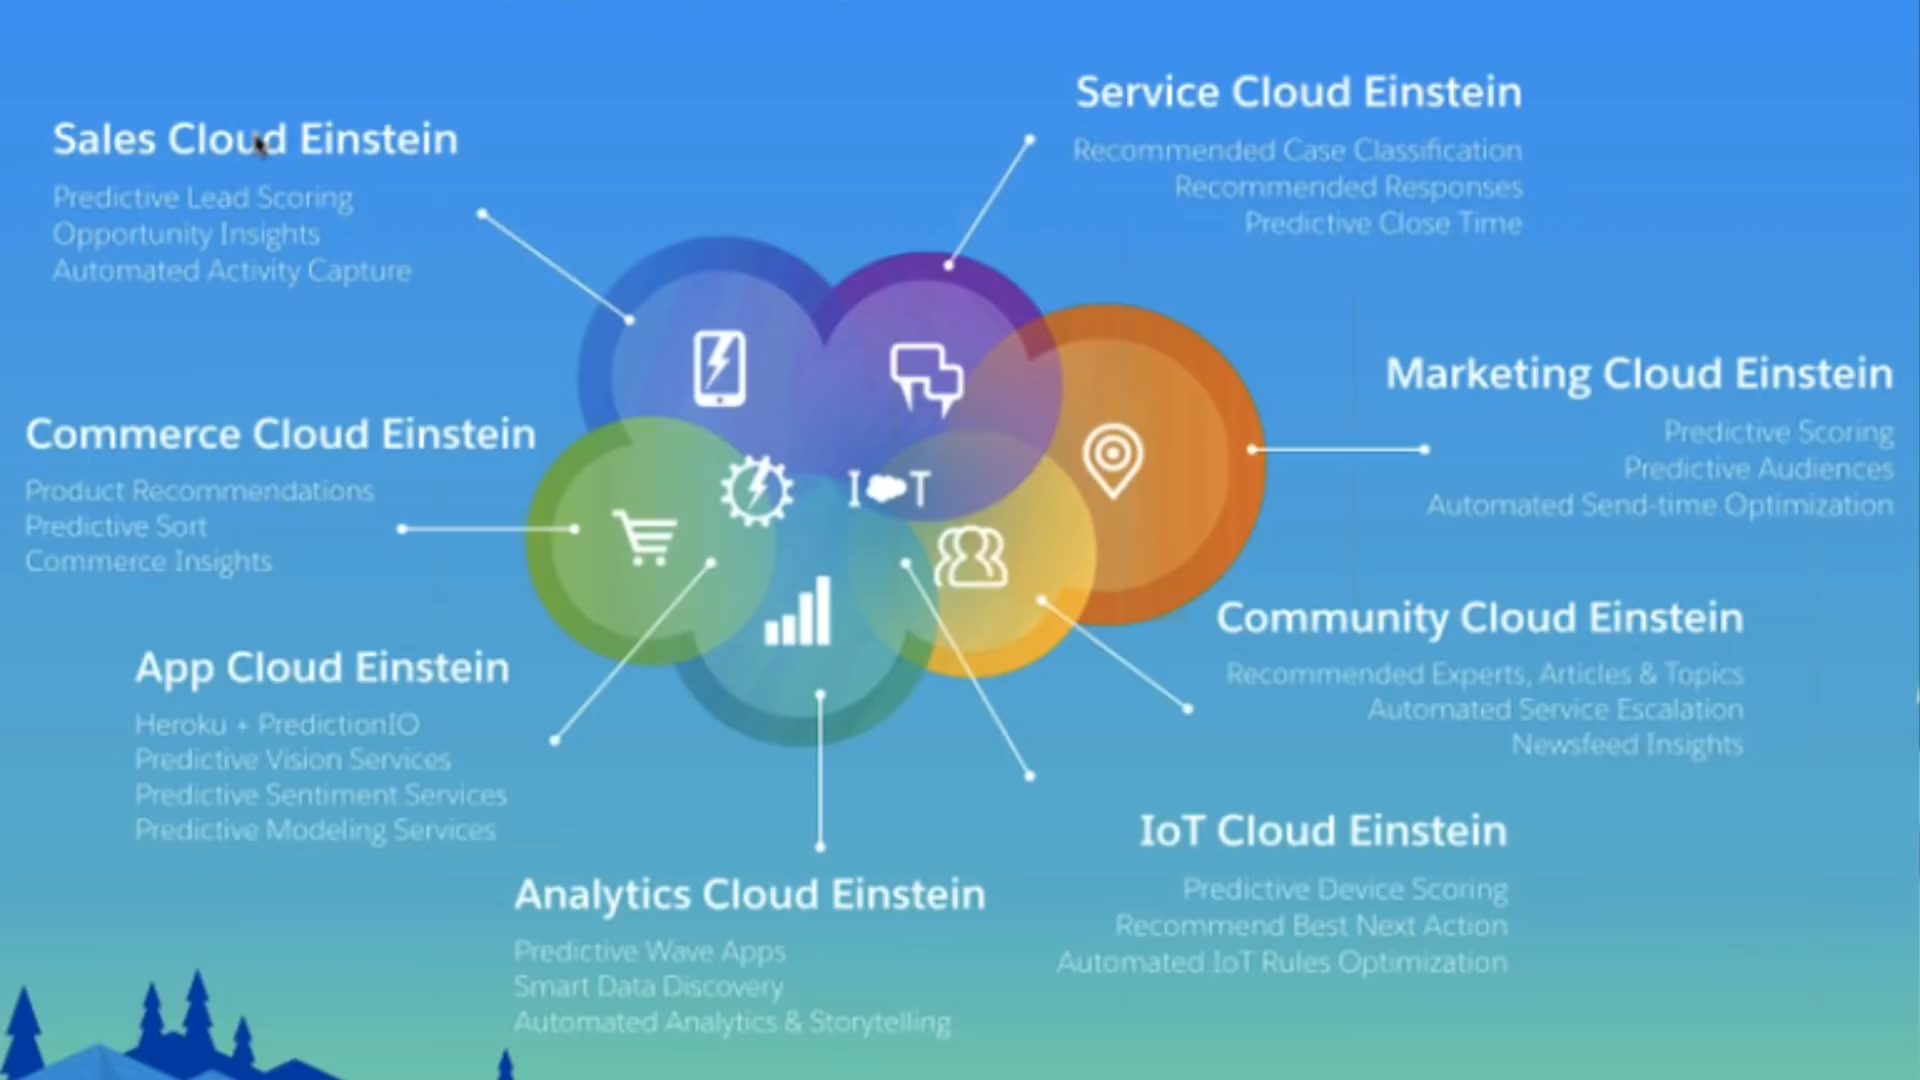 Sales Cloud Einstein
Predictive Lead Scoring
Opportunity Insights
Automated Activity Capture
Service Cloud Einstein
Recommended Case Classification
Recommended Responses
Predictive Close Time
Commerce Cloud Einstein
Product Recommendations
Predictive Sort
Commerce Insights
Marketing Cloud Einstein
Predictive Scoring
Predictive Audiences
Automated Send-time Optimization
I T
App Cloud Einstein
Heroku + PredictionIO
Predictive Vision Services
Predictive Sentiment Services
Predictive Modeling Services
Community Cloud Einstein
Recommended Experts, Articles & Topics
Automated Service Escalation
Newsfeed Insights
Analytics Cloud Einstein
Predictive Wave Apps
Smart Data Discovery
Automated Analytics & Storytelling
IoT Cloud Einstein
Predictive Device Scoring
Recommend Best Next Action
Automated IoT Rules Optimization